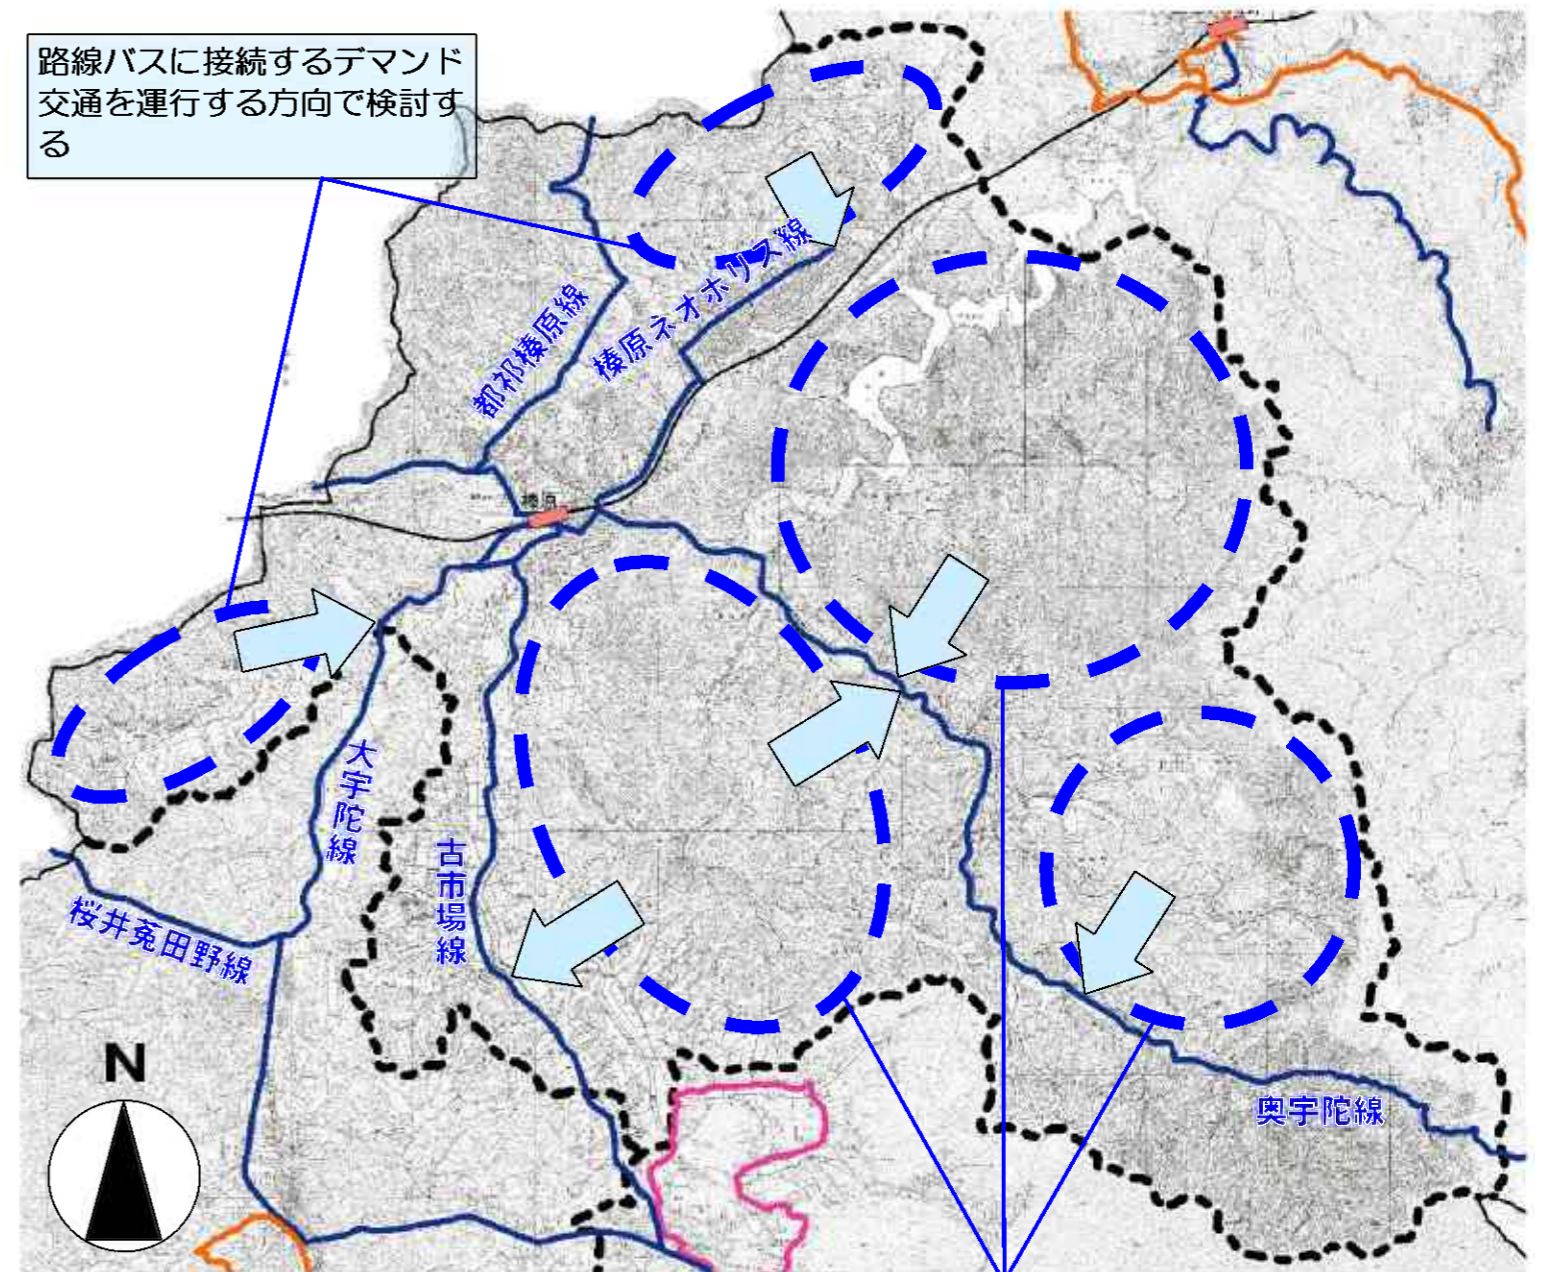 路線バスに接続するデマンド
交通を運行する方向で検討す
る
都祁榛原線
榛原ネオポリス線
榛原
大宇陀線
古市場線
桜井菟田野線
奥宇陀線
N